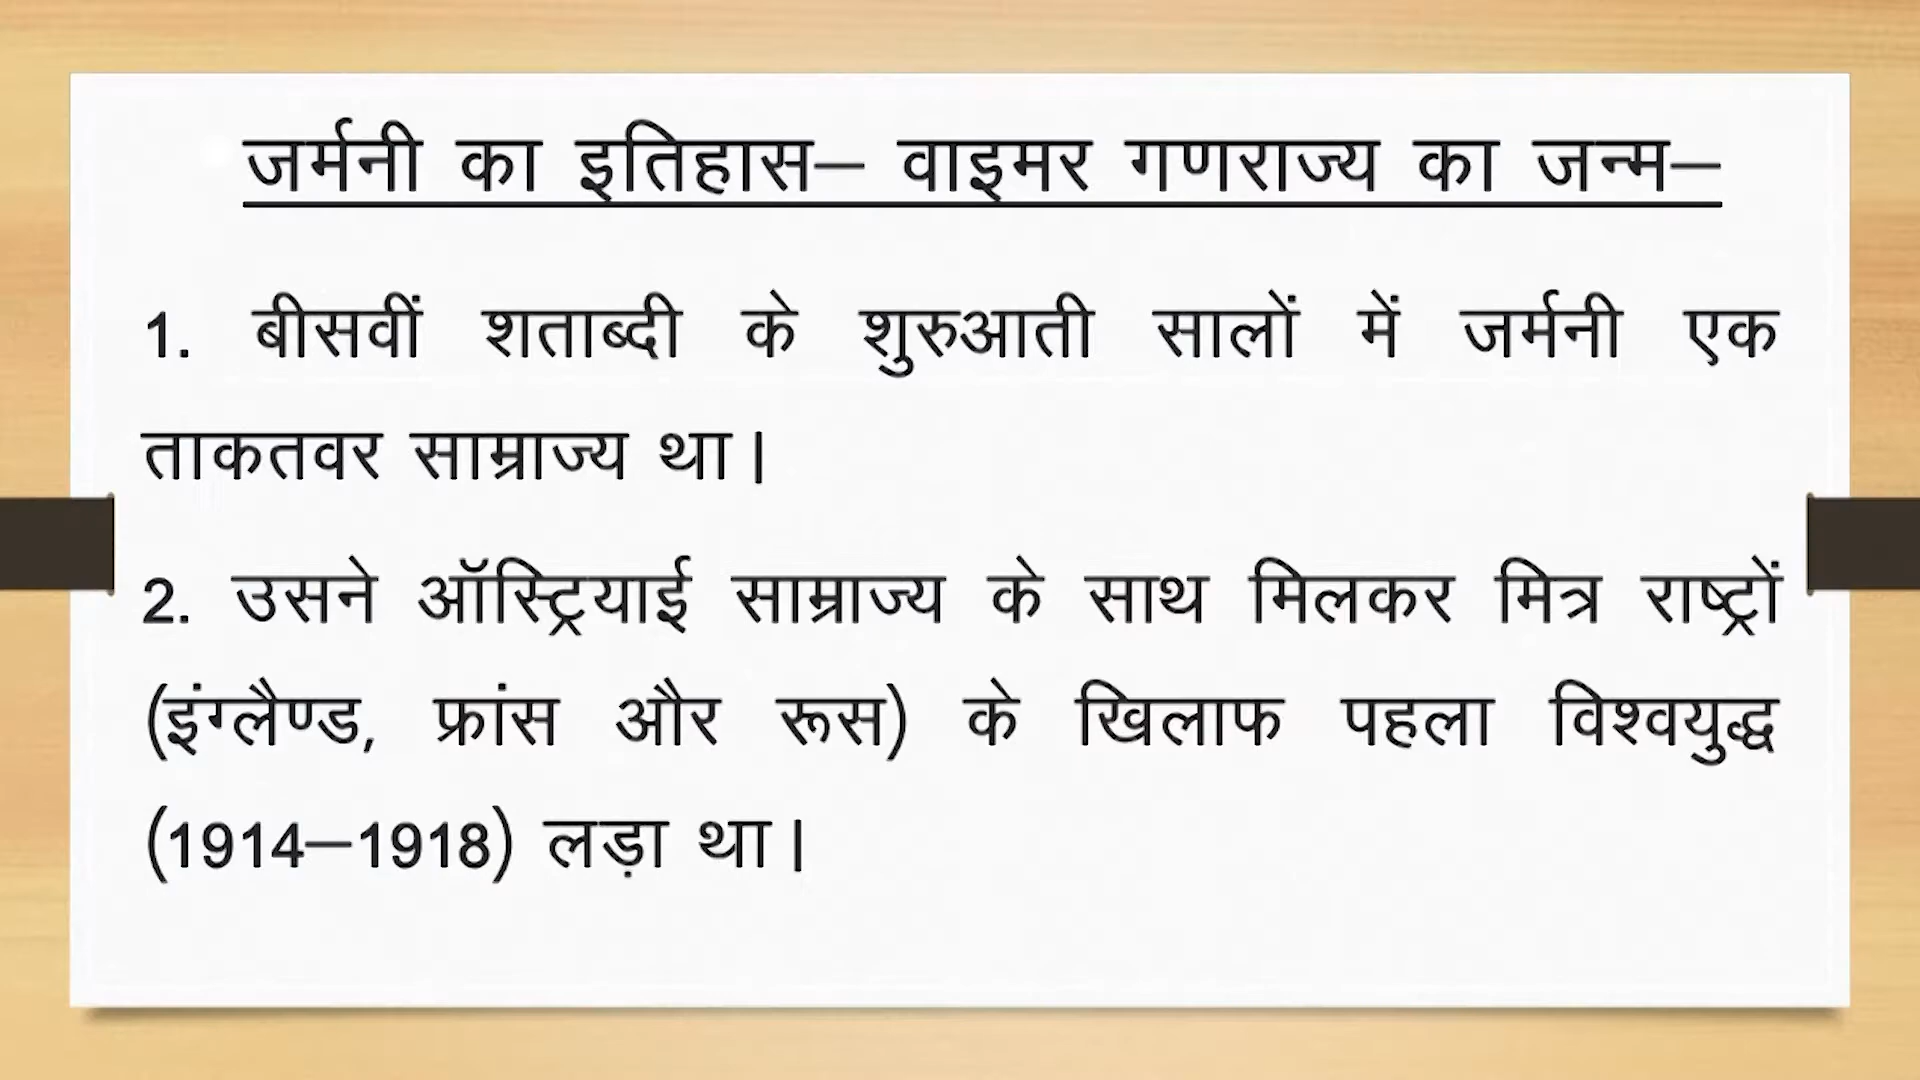 जर्मनी का इतिहास– वाइमर गणराज्य का जन्म–
1. बीसवीं शताब्दी के शुरुआती सालों में जर्मनी एक
ताकतवर साम्राज्य था।
2. उसने ऑस्ट्रियाई साम्राज्य के साथ मिलकर मित्र राष्ट्रों
(इंग्लैण्ड, फ्रांस और रूस) के खिलाफ पहला विश्वयुद्ध
(1914–1918) लड़ा था।